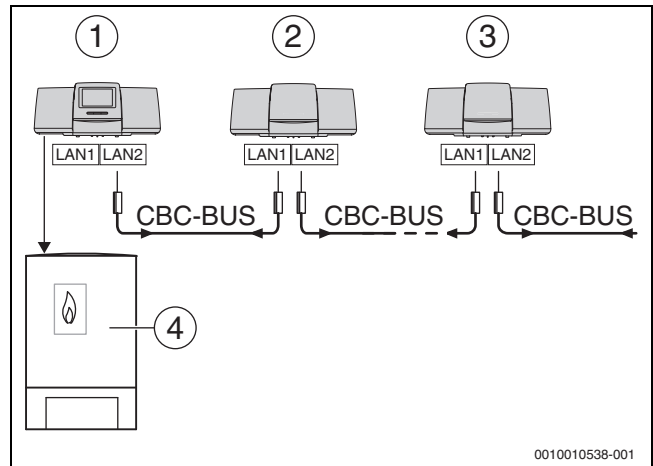 1 2 3
LAN1 LAN2 LAN1 LAN2 LAN1 LAN2
CBC-BUS CBC-BUS CBC-BUS
4
0010010538-001